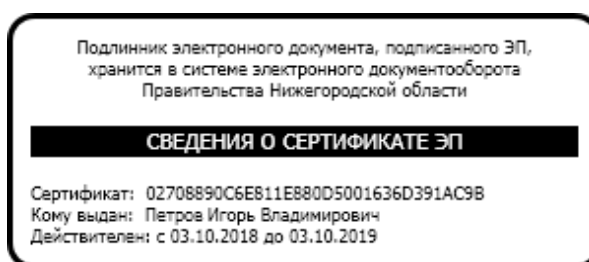 Подлинник электронного документа, подписанного ЭП,
хранится в системе электронного документооборота
Правительства Нижегородской области
СВЕДЕНИЯ О СЕРТИФИКАТЕ ЭП
Сертификат: 02708890C6E811E880D5001636D391AC9B
Кому выдан: Петров Игорь Владимирович
Действителен: с 03.10.2018 до 03.10.2019